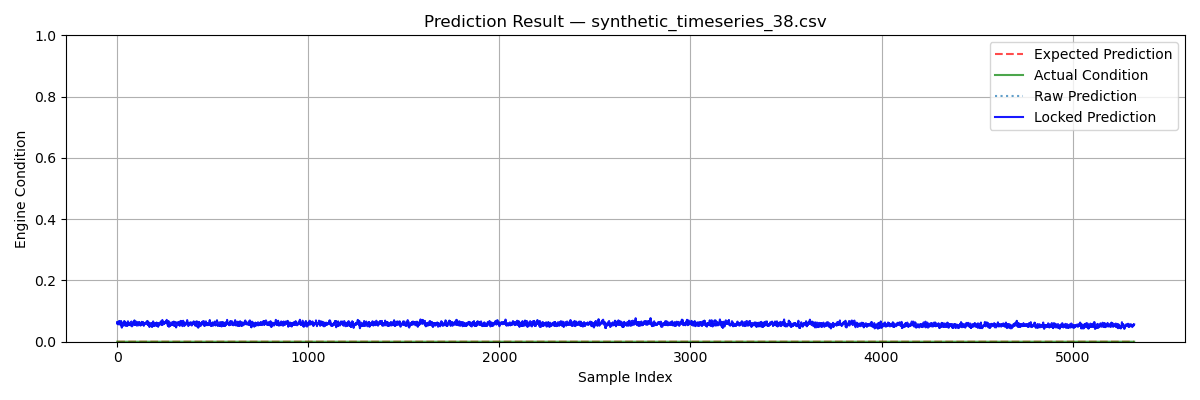 Prediction Result — synthetic_timeseries_38.csv
1.0
0.8
0.6
0.4
0.2
0.0
Engine Condition
Expected Prediction
Actual Condition
Raw Prediction
Locked Prediction
0 1000 2000 3000 4000 5000
Sample Index